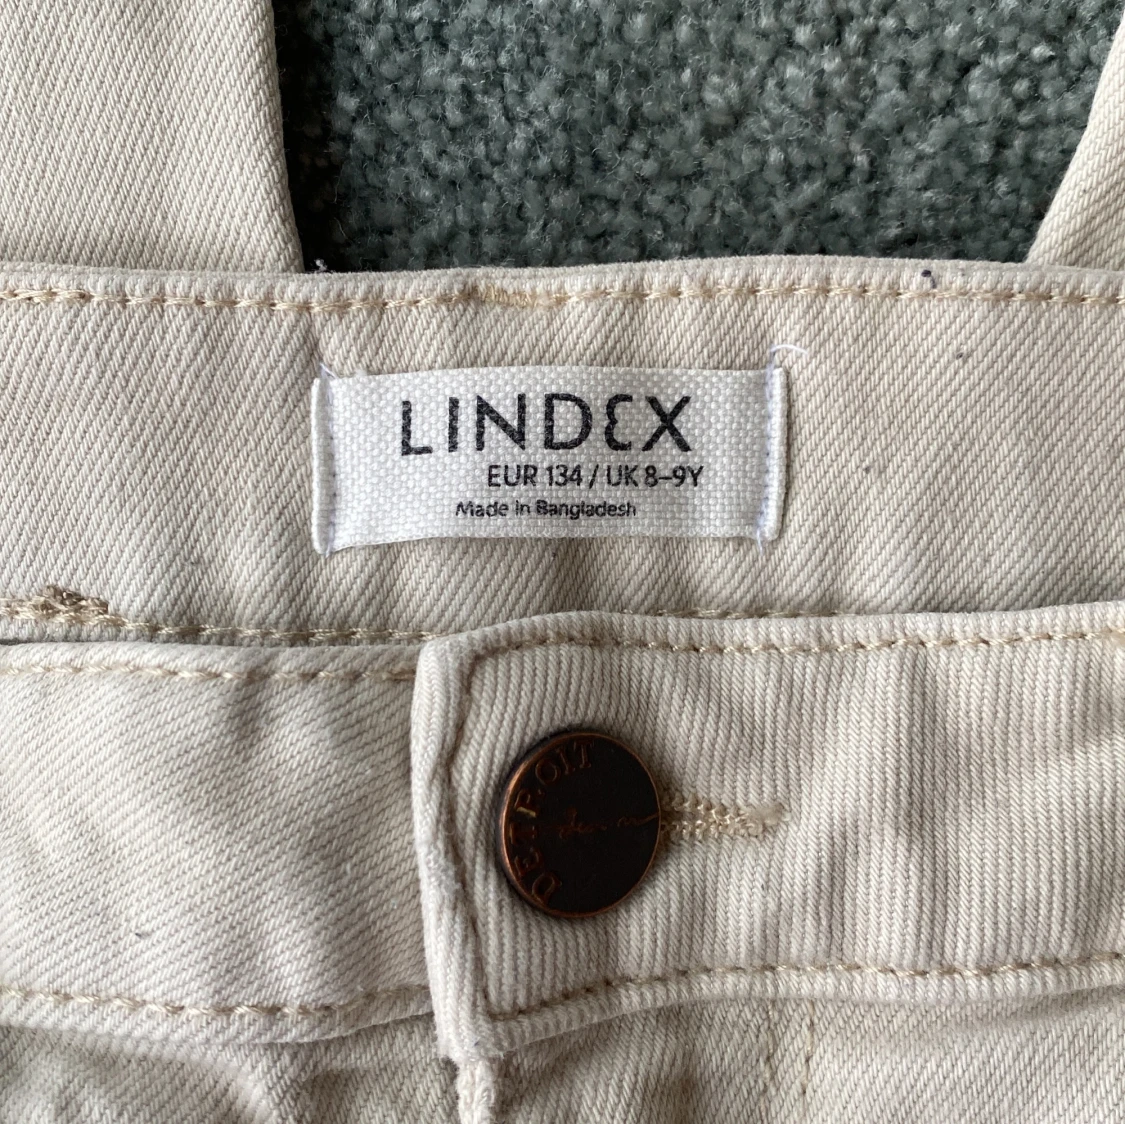 LINDEX
EUR 134 / UK 8–9Y
Made in Bangladesh
DETROIT